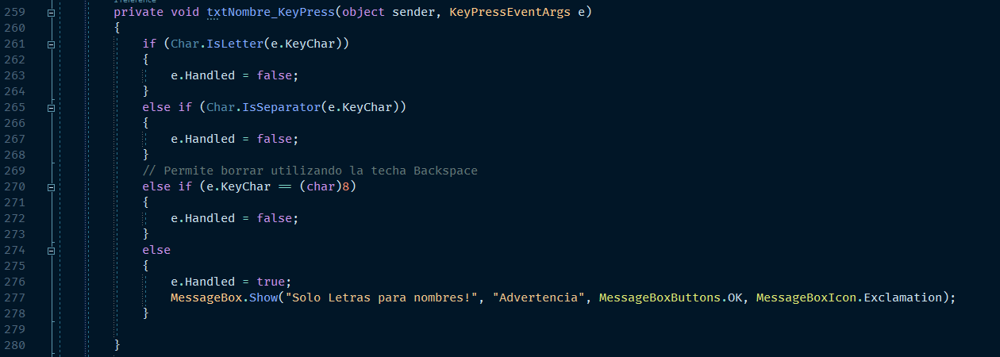 1 reference
259 private void txtNombre_KeyPress(object sender, KeyPressEventArgs e)
260 {
261 if (Char.IsLetter(e.KeyChar))
262 {
263 e.Handled = false;
264 }
265 else if (Char.IsSeparator(e.KeyChar))
266 {
267 e.Handled = false;
268 }
269 // Permite borrar utilizando la techa Backspace
270 else if (e.KeyChar == (char)8)
271 {
272 e.Handled = false;
273 }
274 else
275 {
276 e.Handled = true;
277 MessageBox.Show("Solo Letras para nombres!", "Advertencia", MessageBoxButtons.OK, MessageBoxIcon.Exclamation);
278 }
279
280 }